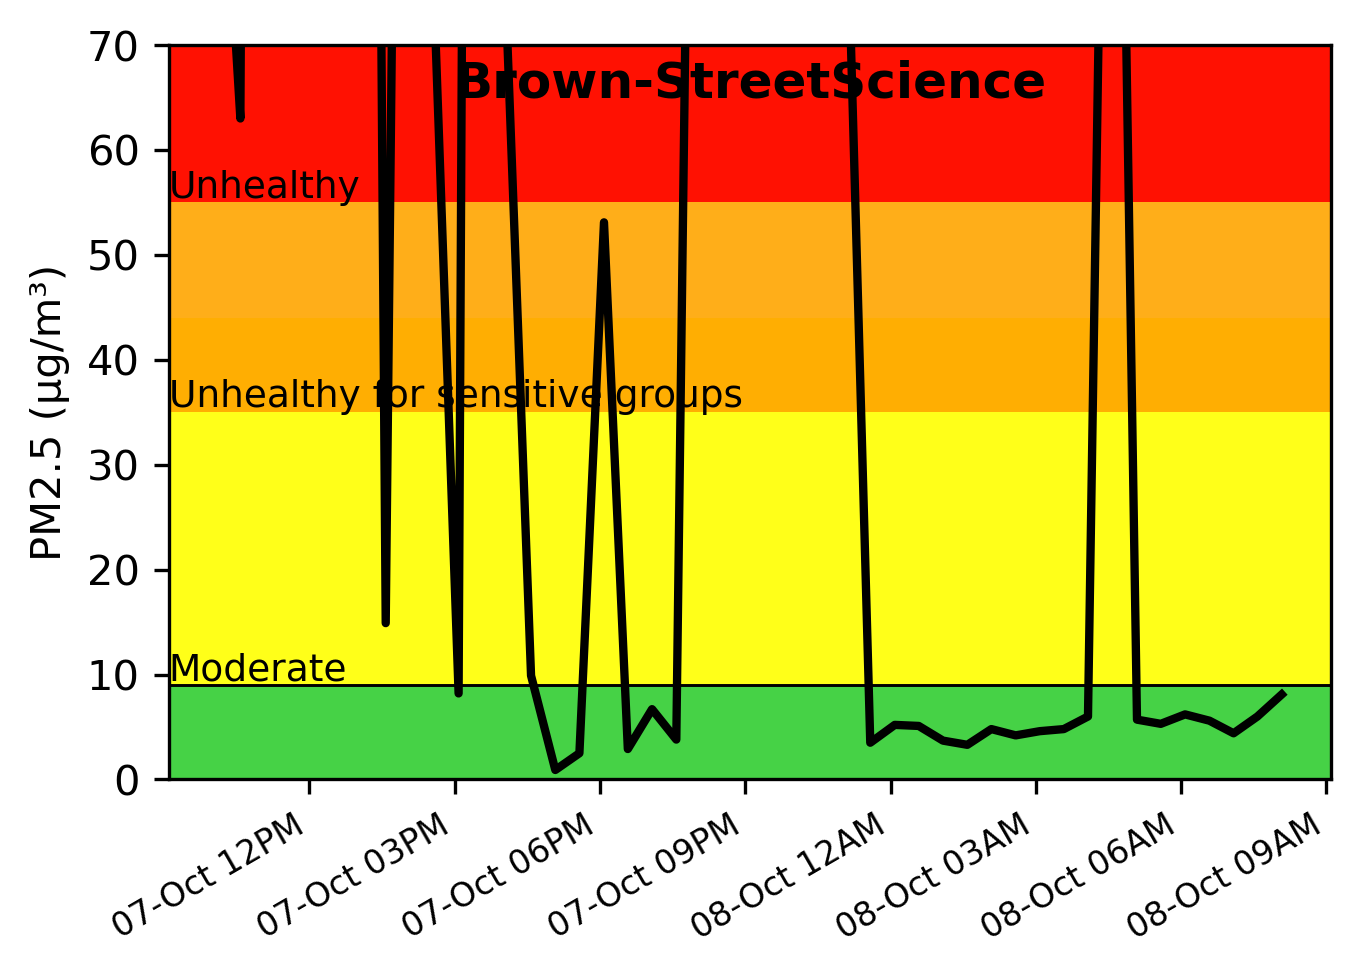 Brown-StreetScience
PM2.5 (µg/m³)
70
60
50
40
30
20
10
0
Unhealthy
Unhealthy for sensitive groups
Moderate
07-Oct 12PM
07-Oct 03PM
07-Oct 06PM
07-Oct 09PM
08-Oct 12AM
08-Oct 03AM
08-Oct 06AM
08-Oct 09AM